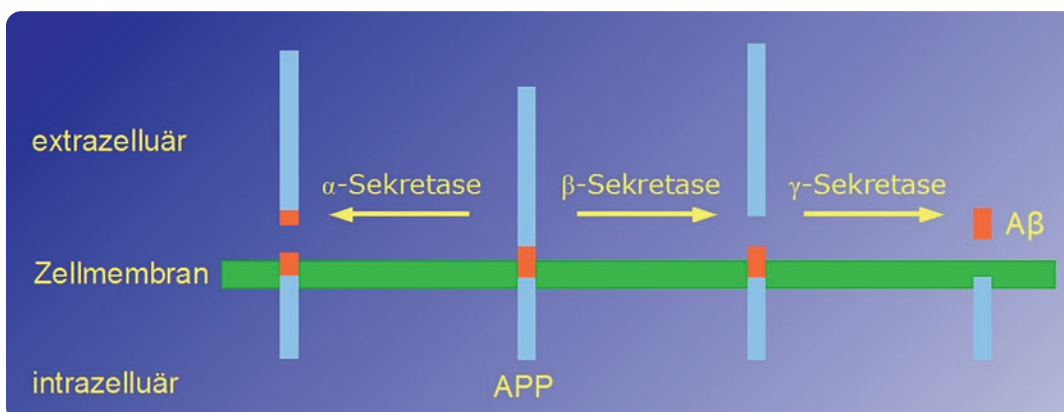 extrazelluär
α-Sekretase
β-Sekretase
γ-Sekretase
Aβ
Zellmembran
intrazelluär
APP